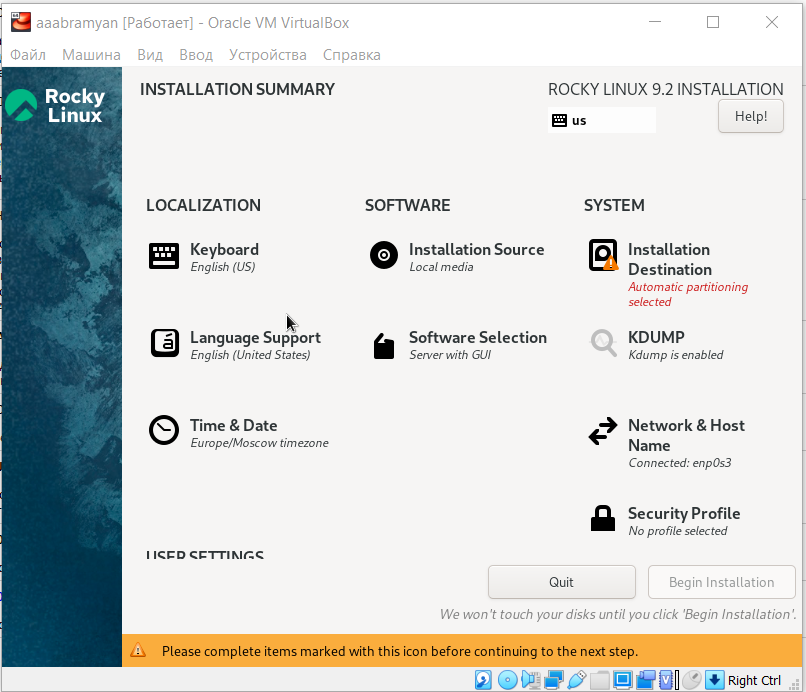 aaabramyan [Работает] - Oracle VM VirtualBox
Файл Машина Вид Ввод Устройства Справка
Rocky
Linux
INSTALLATION SUMMARY
ROCKY LINUX 9.2 INSTALLATION
us
Help!
LOCALIZATION
Keyboard
English (US)
Language Support
English (United States)
Time & Date
Europe/Moscow timezone
SOFTWARE
Installation Source
Local media
Software Selection
Server with GUI
SYSTEM
Installation
Destination
Automatic partitioning
selected
KDUMP
Kdump is enabled
Network & Host
Name
Connected: enp0s3
Security Profile
No profile selected
USER SETTINGS
Quit
Begin Installation
We won't touch your disks until you click 'Begin Installation'.
Please complete items marked with this icon before continuing to the next step.
Right Ctrl